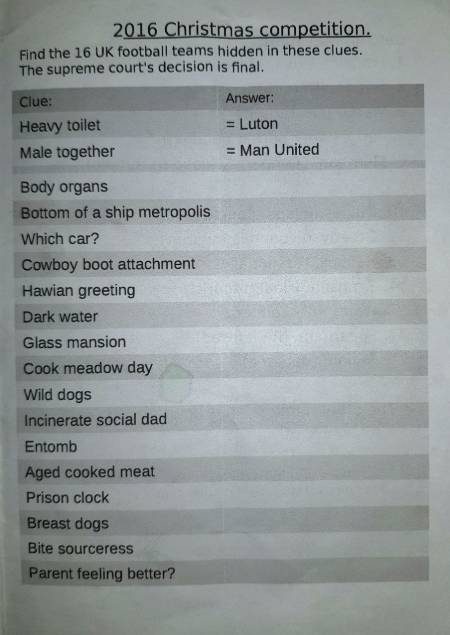 2016 Christmas competition.
Find the 16 UK football teams hidden in these clues.
The supreme court's decision is final.
Clue: Answer:
Heavy toilet = Luton
Male together = Man United
Body organs
Bottom of a ship metropolis
Which car?
Cowboy boot attachment
Hawian greeting
Dark water
Glass mansion
Cook meadow day
Wild dogs
Incinerate social dad
Entomb
Aged cooked meat
Prison clock
Breast dogs
Bite sourceress
Parent feeling better?